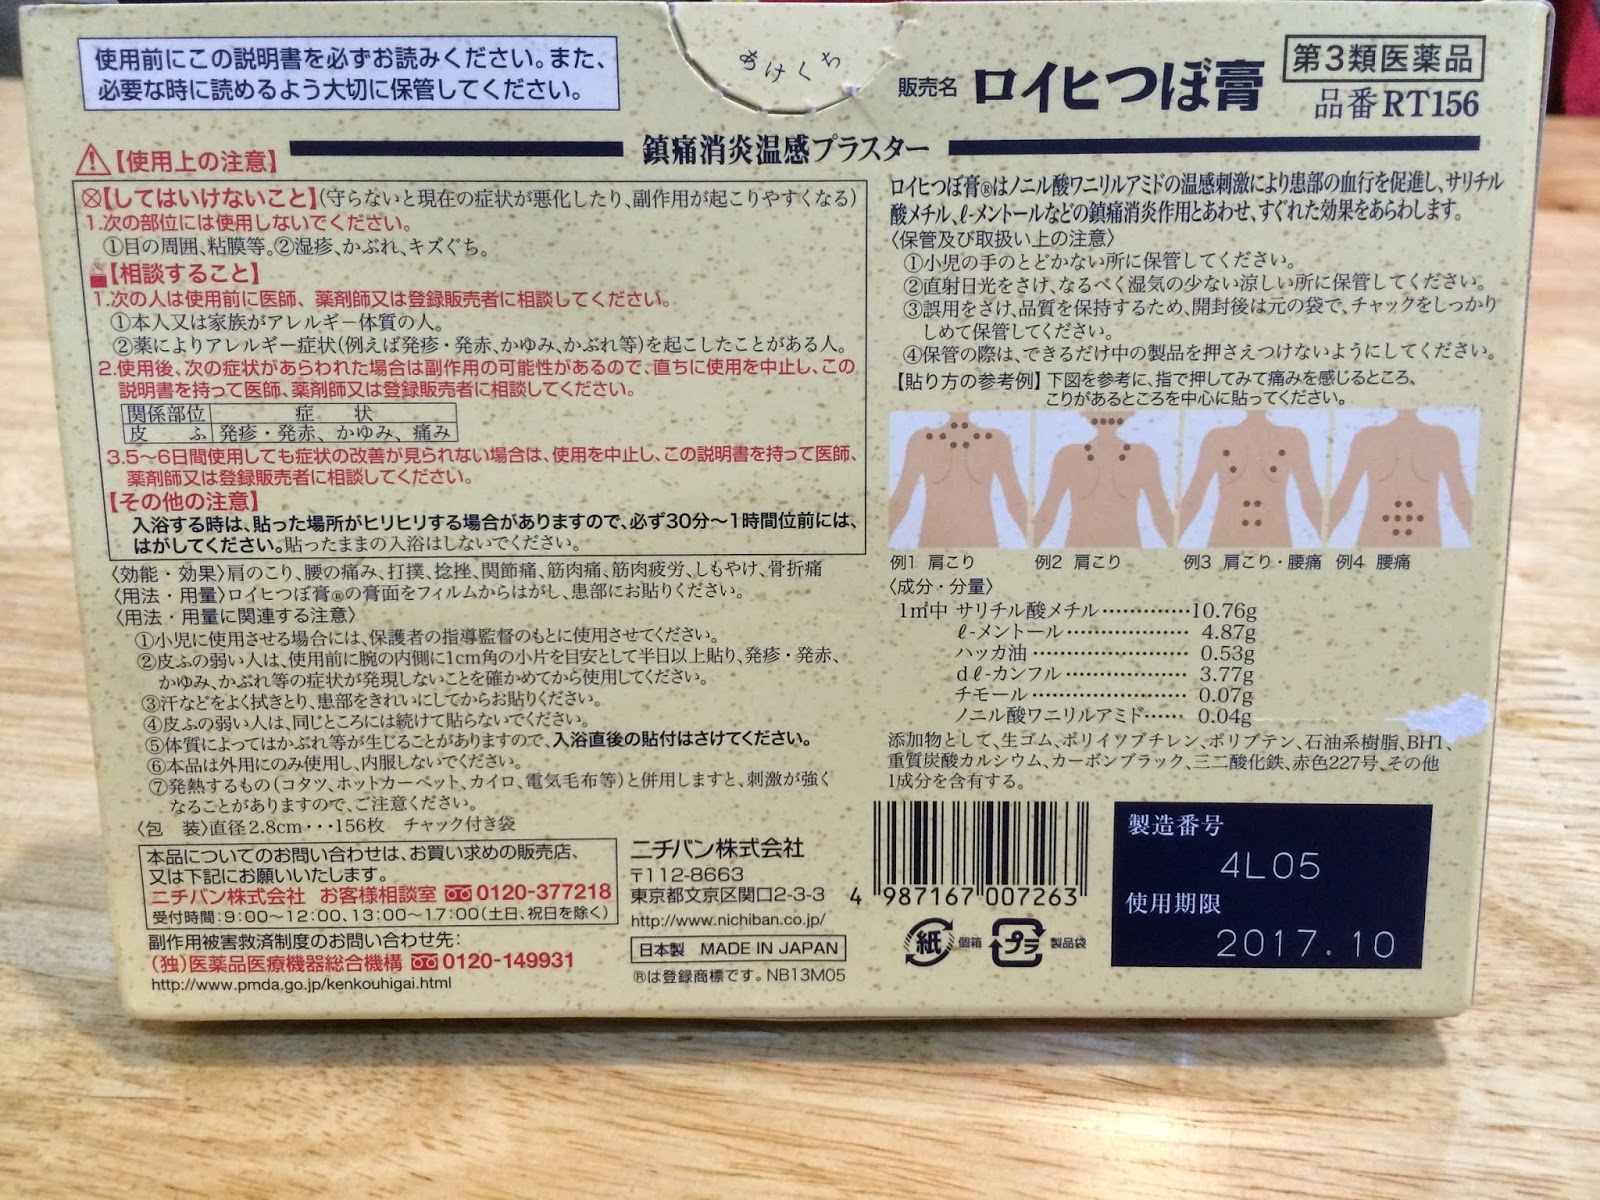 使用前にこの説明書を必ずお読みください。また、
必要な時に読めるよう大切に保管してください。
あけくち
販売名 ロイヒつぼ膏
第3類医薬品
品番RT156
鎮痛消炎温感プラスター
【使用上の注意】
【してはいけないこと】(守らないと現在の症状が悪化したり、副作用が起こりやすくなる)
1.次の部位には使用しないでください。
①目の周囲、粘膜等。②湿疹、かぶれ、キズぐち。
【相談すること】
1.次の人は使用前に医師、薬剤師又は登録販売者に相談してください。
①本人又は家族がアレルギー体質の人。
②薬によりアレルギー症状(例えば発疹・発赤、かゆみ、かぶれ等)を起こしたことがある人。
2.使用後、次の症状があらわれた場合は副作用の可能性があるので、直ちに使用を中止し、この
説明書を持って医師、薬剤師又は登録販売者に相談してください。
関係部位 症 状
皮 ふ 発疹・発赤、かゆみ、痛み
3.5〜6日間使用しても症状の改善が見られない場合は、使用を中止し、この説明書を持って医師、
薬剤師又は登録販売者に相談してください。
【その他の注意】
入浴する時は、貼った場所がヒリヒリする場合がありますので、必ず30分〜1時間位前には、
はがしてください。貼ったままの入浴はしないでください。
〈効能・効果〉肩のこり、腰の痛み、打撲、捻挫、関節痛、筋肉痛、筋肉疲労、しもやけ、骨折痛
〈用法・用量〉ロイヒつぼ膏®の膏面をフィルムからはがし、患部にお貼りください。
〈用法・用量に関連する注意〉
①小児に使用させる場合には、保護者の指導監督のもとに使用させてください。
②皮ふの弱い人は、使用前に腕の内側に1cm角の小片を目安として半日以上貼り、発疹・発赤、
かゆみ、かぶれ等の症状が発現しないことを確かめてから使用してください。
③汗などをよく拭きとり、患部をきれいにしてからお貼りください。
④皮ふの弱い人は、同じところには続けて貼らないでください。
⑤体質によってはかぶれ等が生じることがありますので、入浴直後の貼付はさけてください。
⑥本品は外用にのみ使用し、内服しないでください。
⑦発熱するもの(コタツ、ホットカーペット、カイロ、電気毛布等)と併用しますと、刺激が強く
なることがありますので、ご注意ください。
〈包 装〉直径2.8cm・・・156枚 チャック付き袋
本品についてのお問い合わせは、お買い求めの販売店、
又は下記にお願いいたします。
ニチバン株式会社 お客様相談室 0120-377218
受付時間:9:00〜12:00、13:00〜17:00(土日、祝日を除く)
副作用被害救済制度のお問い合わせ先:
(独)医薬品医療機器総合機構 0120-149931
http://www.pmda.go.jp/kenkouhigai.html
ニチバン株式会社
〒112-8663
東京都文京区関口2-3-3
http://www.nichiban.co.jp/
日本製 MADE IN JAPAN
®は登録商標です。NB13M05
ロイヒつぼ膏®はノニル酸ワニリルアミドの温感刺激により患部の血行を促進し、サリチル
酸メチル、ℓ-メントールなどの鎮痛消炎作用とあわせ、すぐれた効果をあらわします。
〈保管及び取扱い上の注意〉
①小児の手のとどかない所に保管してください。
②直射日光をさけ、なるべく湿気の少ない涼しい所に保管してください。
③誤用をさけ、品質を保持するため、開封後は元の袋で、チャックをしっかり
しめて保管してください。
④保管の際は、できるだけ中の製品を押さえつけないようにしてください。
【貼り方の参考例】下図を参考に、指で押してみて痛みを感じるところ、
こりがあるところを中心に貼ってください。
例1 肩こり 例2 肩こり 例3 肩こり・腰痛 例4 腰痛
〈成分・分量〉
1㎡中 サリチル酸メチル…………10.76g
ℓ-メントール……………… 4.87g
ハッカ油…………………… 0.53g
dℓ-カンフル……………… 3.77g
チモール…………………… 0.07g
ノニル酸ワニリルアミド…… 0.04g
添加物として、生ゴム、ポリイソブチレン、ポリブテン、石油系樹脂、BHT、
重質炭酸カルシウム、カーボンブラック、三二酸化鉄、赤色227号、その他
1成分を含有する。
4 987167 007263
紙 個箱 プラ 製品袋
製造番号
4L05
使用期限
2017.10